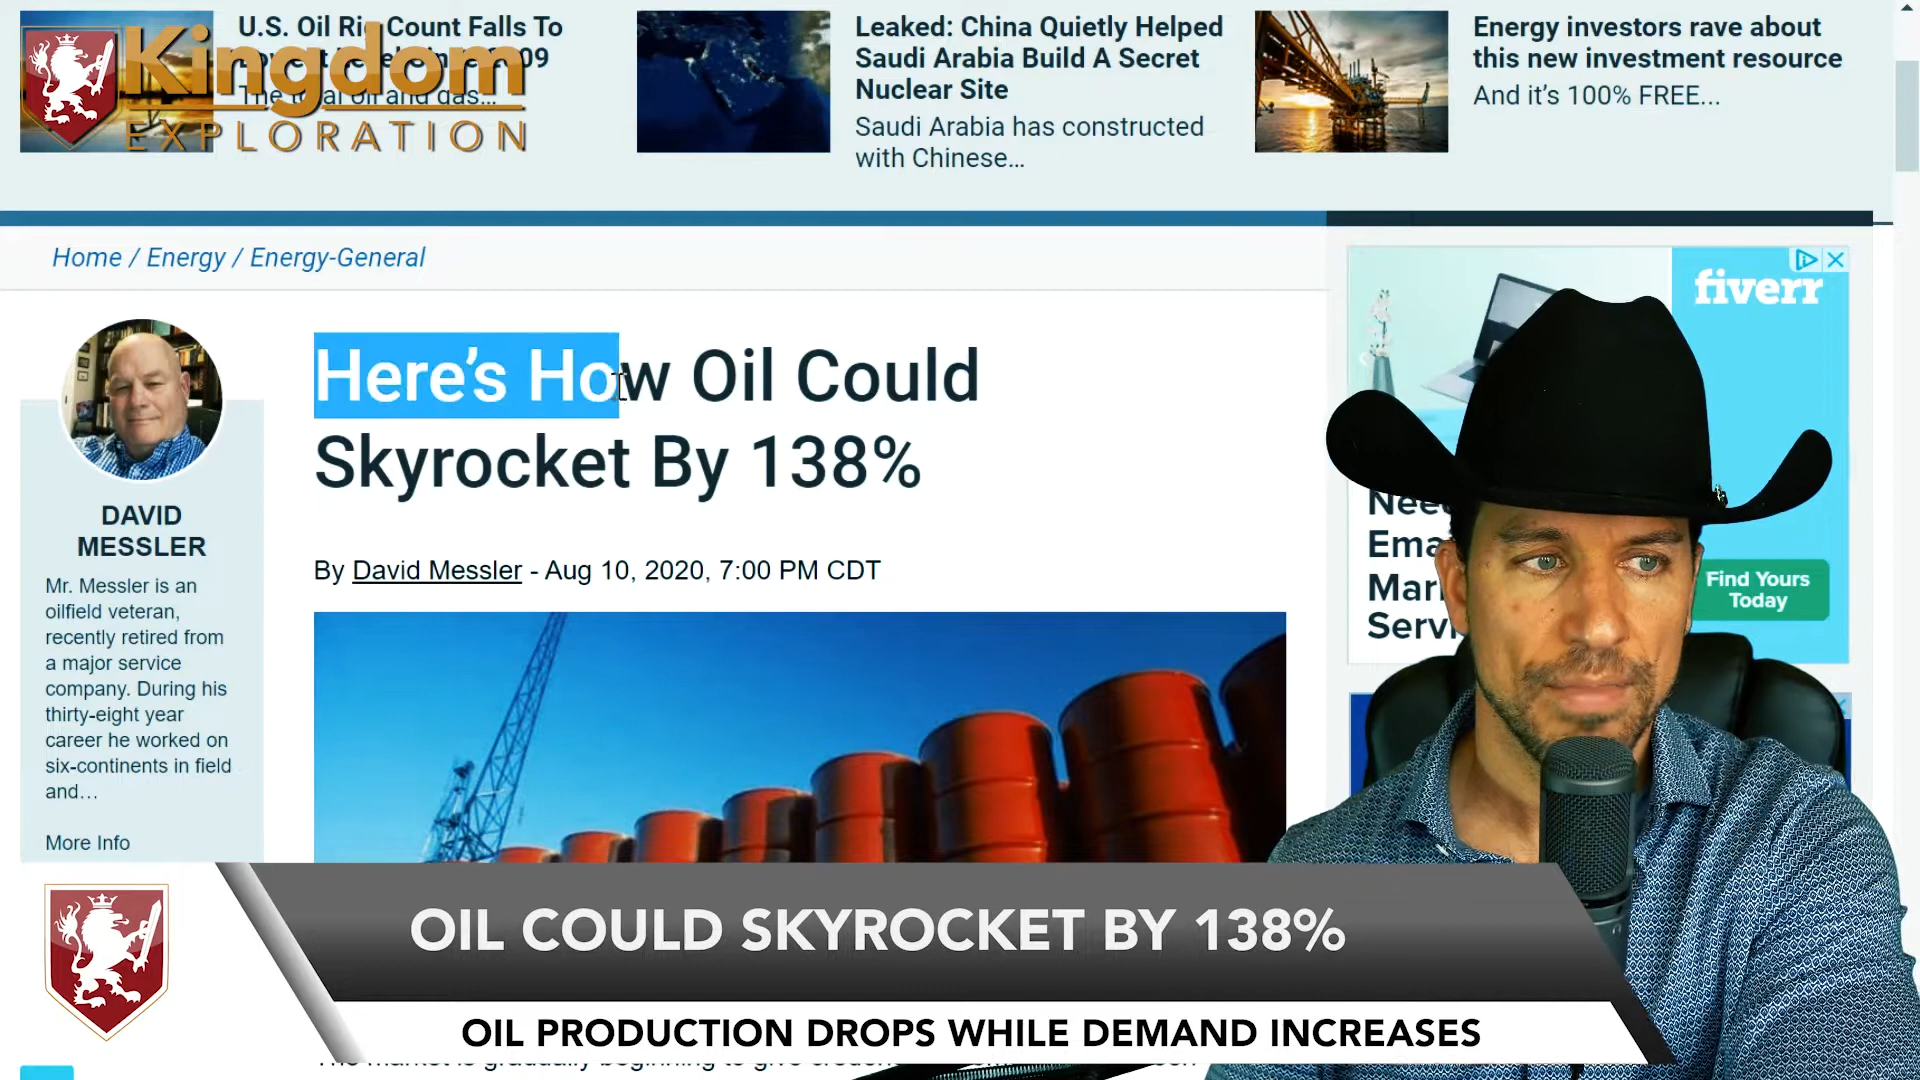 U.S. Oil Rig Count Falls To
The
oil and gas...
Kingdom
EXPLORATION
Leaked: China Quietly Helped
Saudi Arabia Build A Secret
Nuclear Site
Saudi Arabia has constructed
with Chinese...
Energy investors rave about
this new investment resource
And it's 100% FREE...
Home / Energy / Energy-General
Here's How Oil Could
Skyrocket By 138%
By David Messler - Aug 10, 2020, 7:00 PM CDT
DAVID
MESSLER
Mr. Messler is an
oilfield veteran,
recently retired from
a major service
company. During his
thirty-eight year
career he worked on
six-continents in field
and...
More Info
fiverr
Find Yours
Today
OIL COULD SKYROCKET BY 138%
OIL PRODUCTION DROPS WHILE DEMAND INCREASES